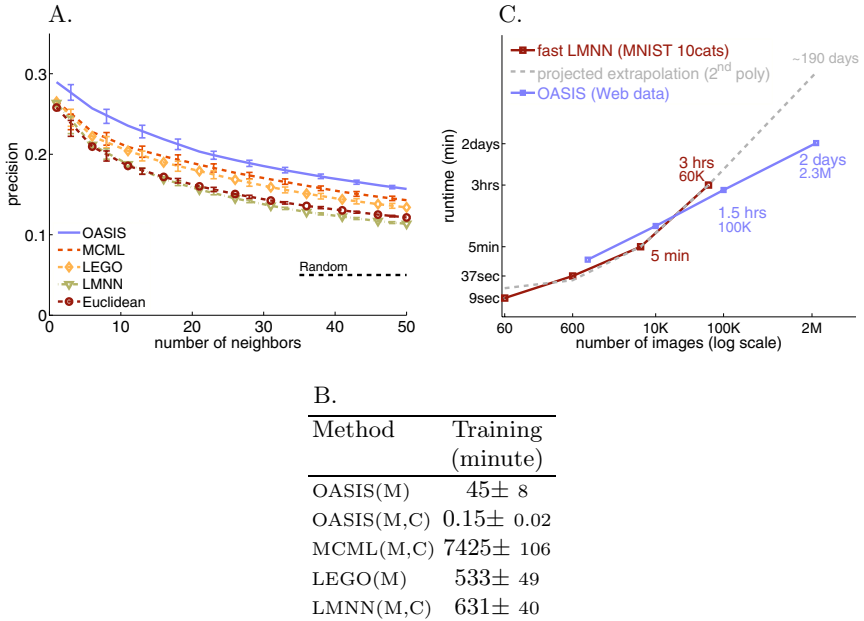 A.
0.3
0.2
0.1
0
precision
OASIS
MCML
LEGO
LMNN
Euclidean
Random
0 10 20 30 40 50
number of neighbors
C.
fast LMNN (MNIST 10cats)
projected extrapolation (2nd poly)
OASIS (Web data)
~190 days
2days
3hrs
5min
37sec
9sec
runtime (min)
3 hrs
60K
2 days
2.3M
1.5 hrs
100K
5 min
60 600 10K 100K 2M
number of images (log scale)
B.
Method Training
(minute)
OASIS(M) 45± 8
OASIS(M,C) 0.15± 0.02
MCML(M,C) 7425± 106
LEGO(M) 533± 49
LMNN(M,C) 631± 40